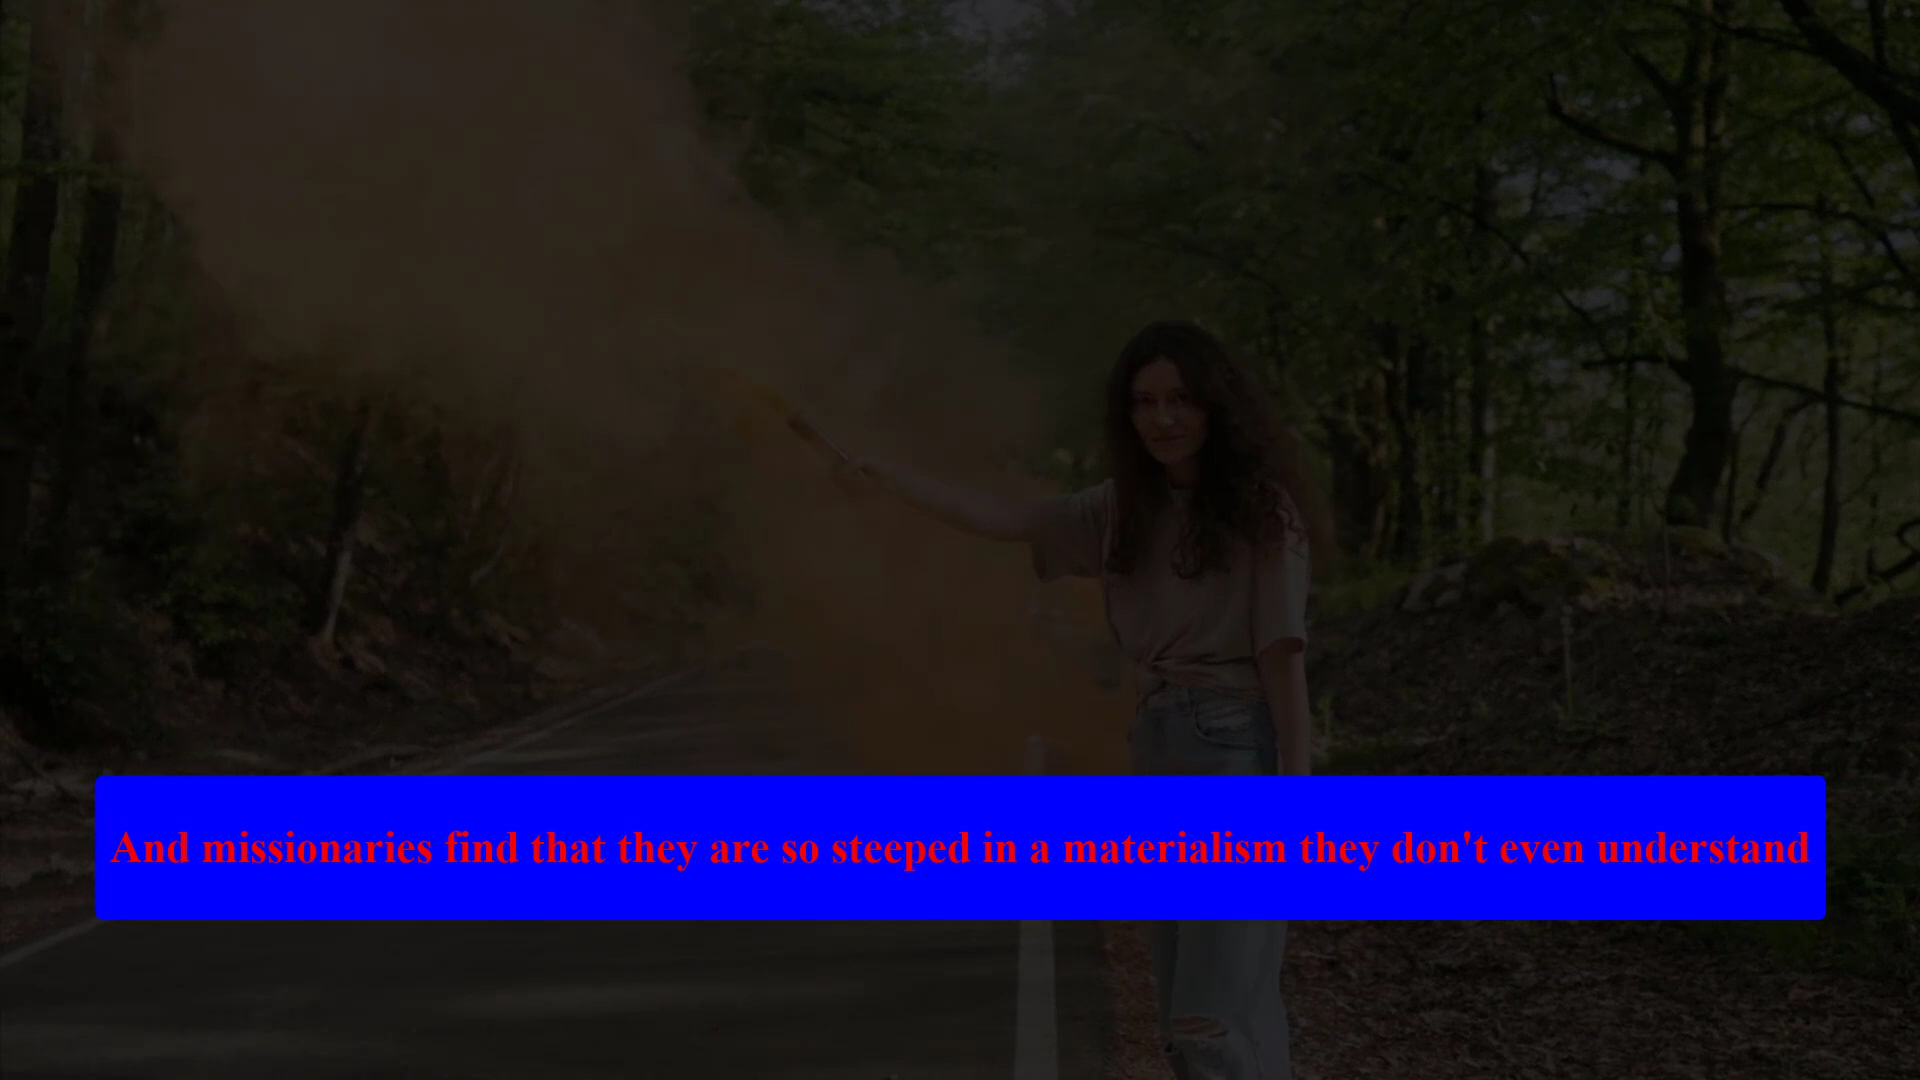 And missionaries find that they are so steeped in a materialism they don't even understand